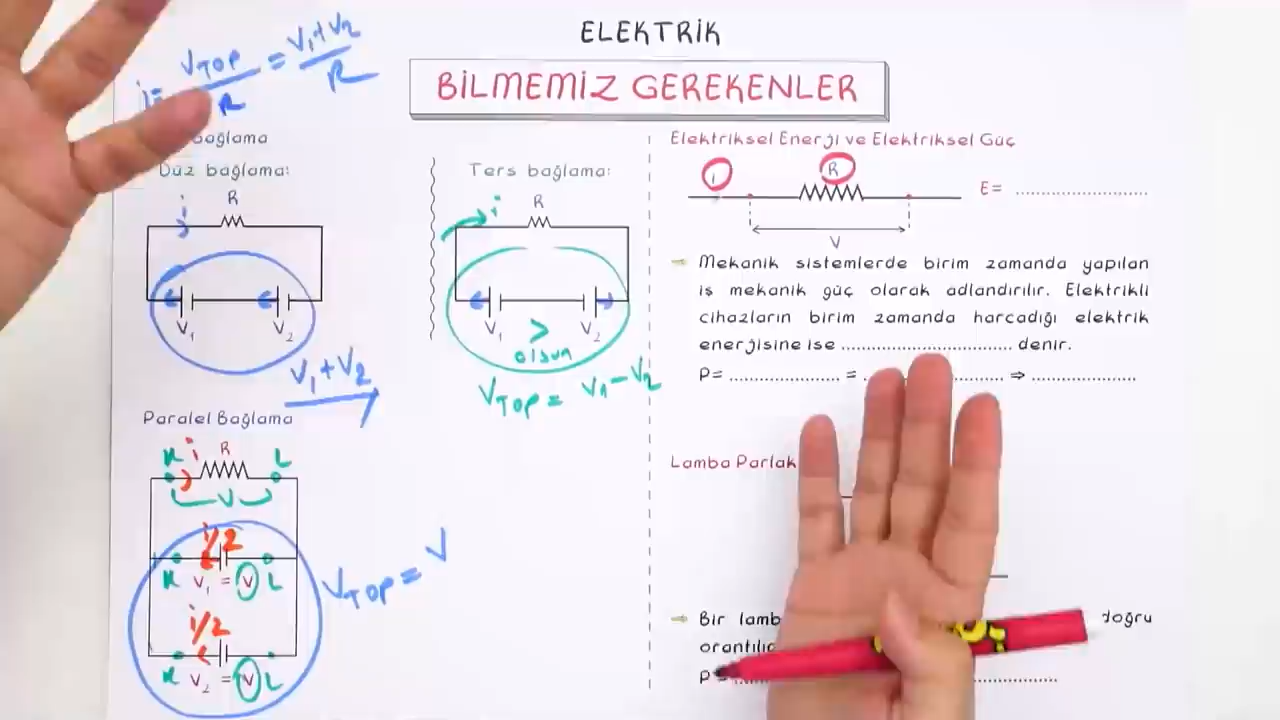 ELEKTRİK
BİLMEMİZ GEREKENLER
i= VTOP/R = V1+V2/R
bağlama
Düz bağlama:
i
R
V1
V2
V1+V2
Ters bağlama:
i
R
V1
>
olsun
V2
VTOP = V1-V2
Paralel Bağlama
K
i
R
L
V
i/2
K
V1 = V
L
i/2
K
V2 = V
L
VTOP = V
Elektriksel Enerji ve Elektriksel Güç
i
R
V
E= ....................
Mekanik sistemlerde birim zamanda yapılan
iş mekanik güç olarak adlandırılır. Elektrikli
cihazların birim zamanda harcadığı elektrik
enerjisine ise .............................. denir.
P= .................... = .................... ⇒ ....................
Lamba Parlak
Bir lamb
doğru
orantılı
P=